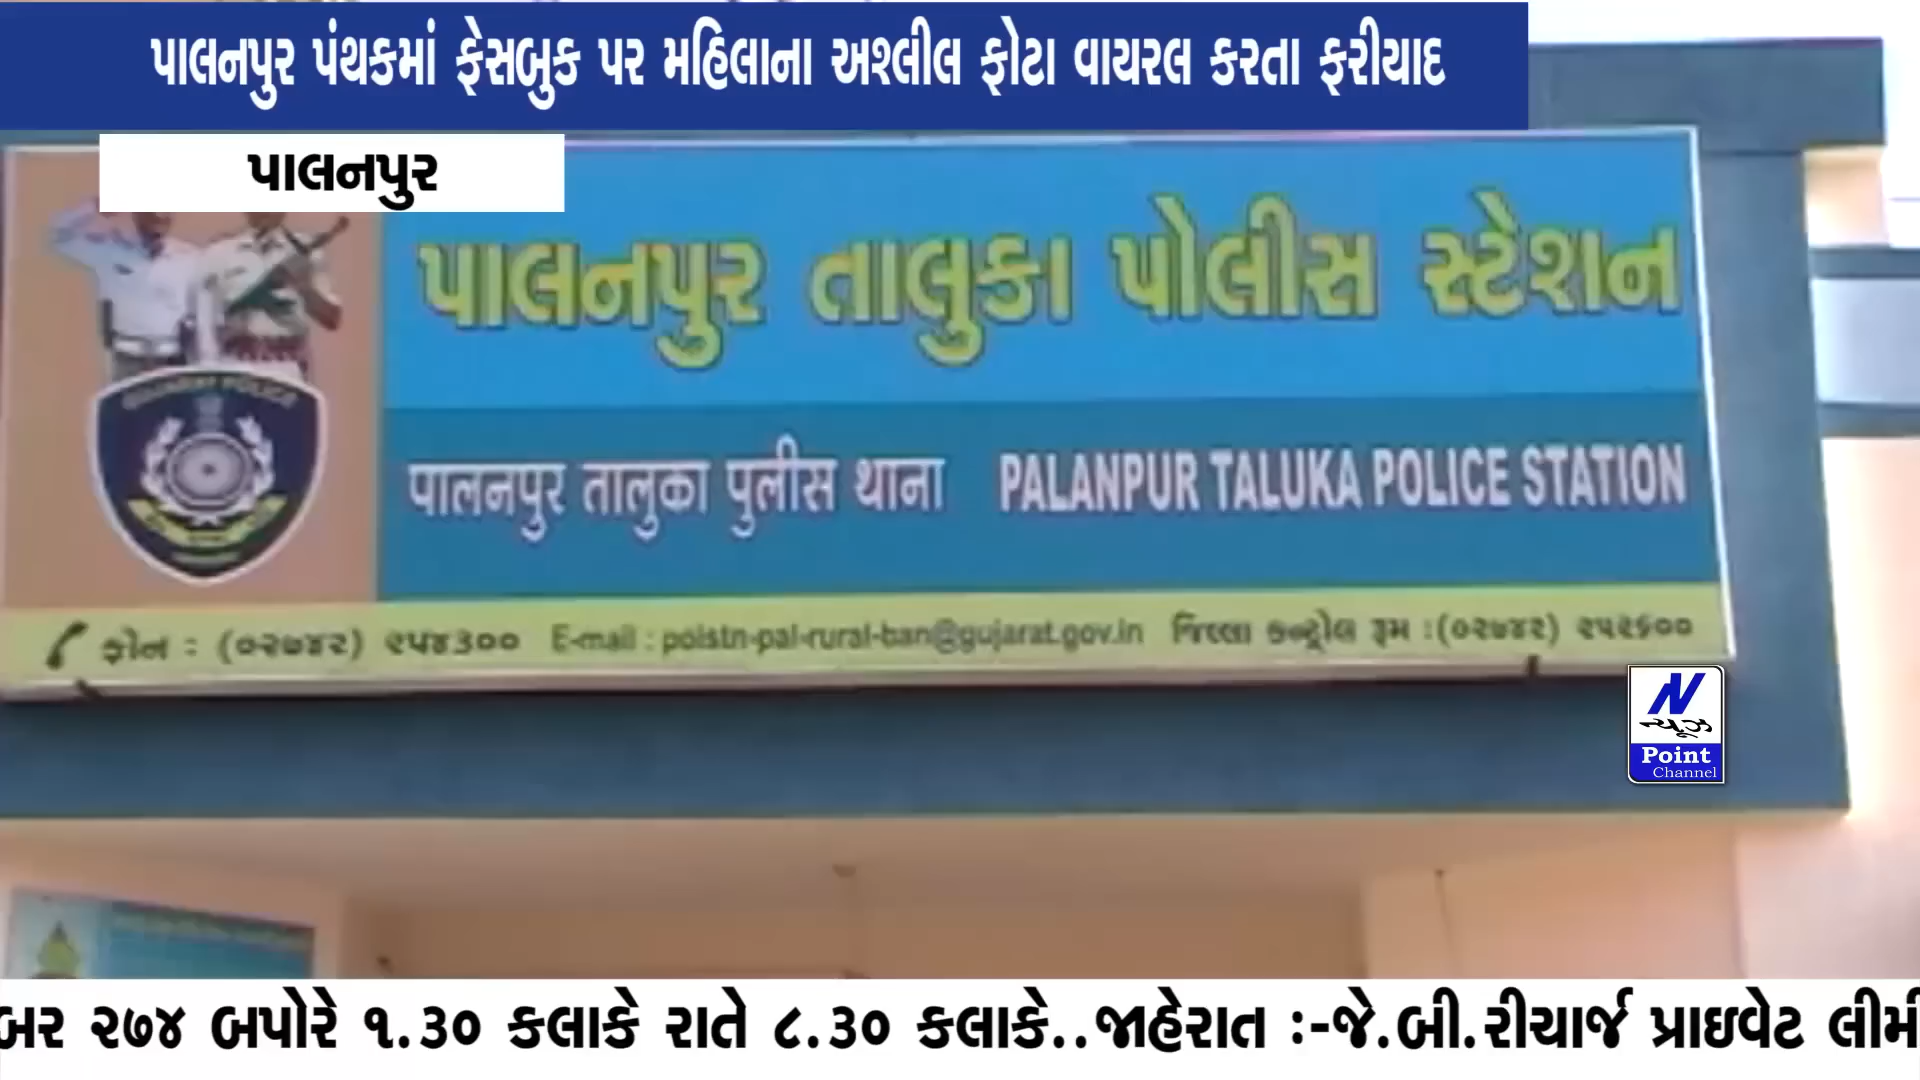 પાલનપુર પંથકમાં ફેસબુક પર મહિલાના અશ્લીલ ફોટા વાયરલ કરતા ફરીયાદ
પાલનપુર
પાલનપુર તાલુકા પોલીસ સ્ટેશન
पालनपुर तालुका पुलीस थाना PALANPUR TALUKA POLICE STATION
GUJARAT POLICE
ફોન : (૦૨૭૪૨) ૨૫૪૩૦૦ E-mail : polstn-pal-rural-ban@gujarat.gov.in જિલ્લા કન્ટ્રોલ રૂમ :(૦૨૭૪૨) ૨૫૨૬૦૦
N
ન્યૂઝ
Point
Channel
બર ૨૭૪ બપોરે ૧.૩૦ કલાકે રાતે ૮.૩૦ કલાકે..જાહેરાત :-જે.બી.રીચાર્જ પ્રાઇવેટ લીમી